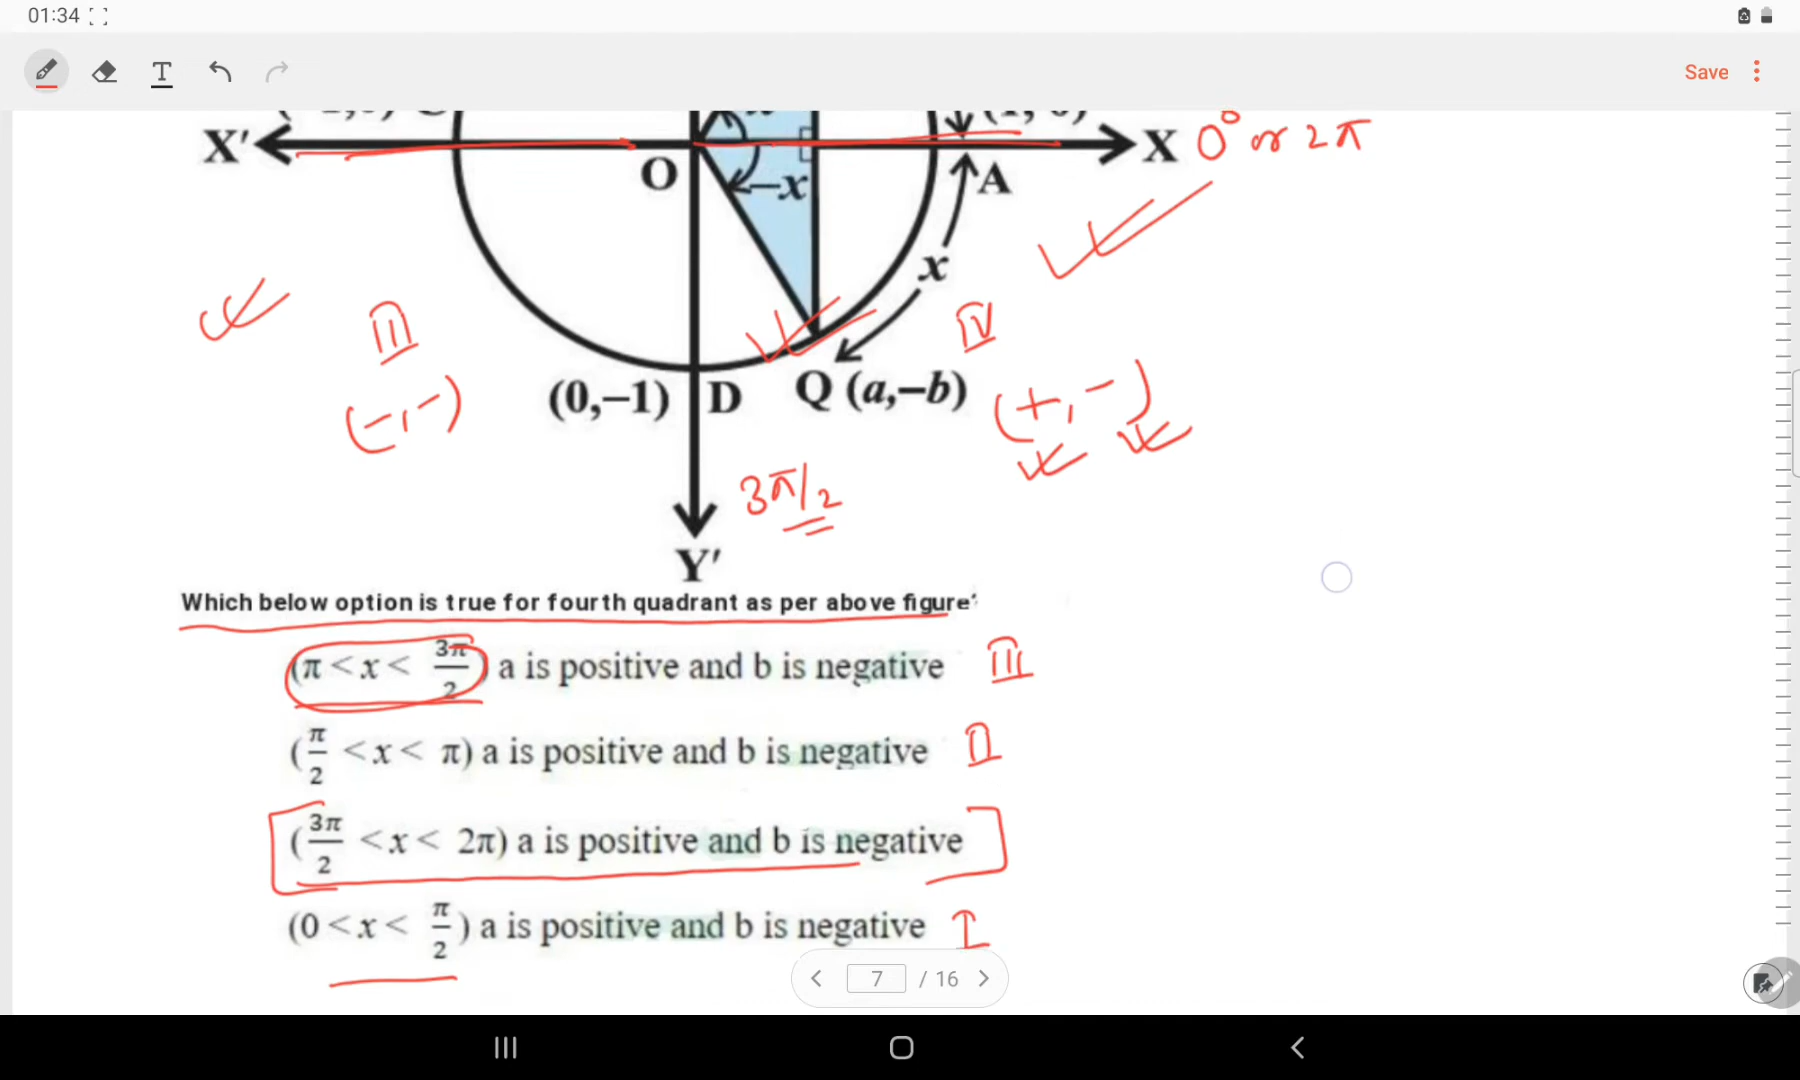 01:34
Save
X'
X 0° or 2π
O
-x
A
x
III
IV
(0,-1) D Q (a,-b)
(-,-)
(+,-)
3π/2
Y'
Which below option is true for fourth quadrant as per above figure
(π < x < 3π/2) a is positive and b is negative III
(π/2 < x < π) a is positive and b is negative II
(3π/2 < x < 2π) a is positive and b is negative
(0 < x < π/2) a is positive and b is negative I
7 / 16